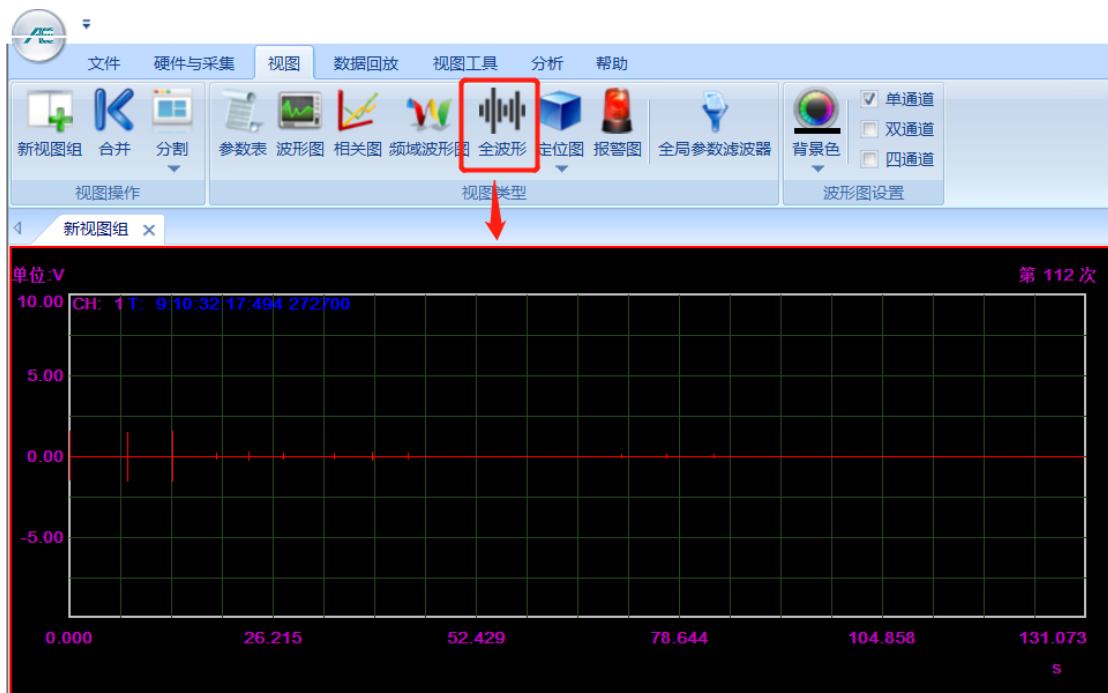 文件 硬件与采集 视图 数据回放 视图工具 分析 帮助
新视图组 合并 分割 参数表 波形图 相关图 频域波形图 全波形 定位图 报警图 全局参数滤波器 背景色
单通道
双通道
四通道
视图操作 视图类型 波形图设置
新视图组
单位:V 第 112 次
10.00 CH: 1 T: 9:10:32:17:494 272700
5.00
0.00
-5.00
0.000 26.215 52.429 78.644 104.858 131.073
s